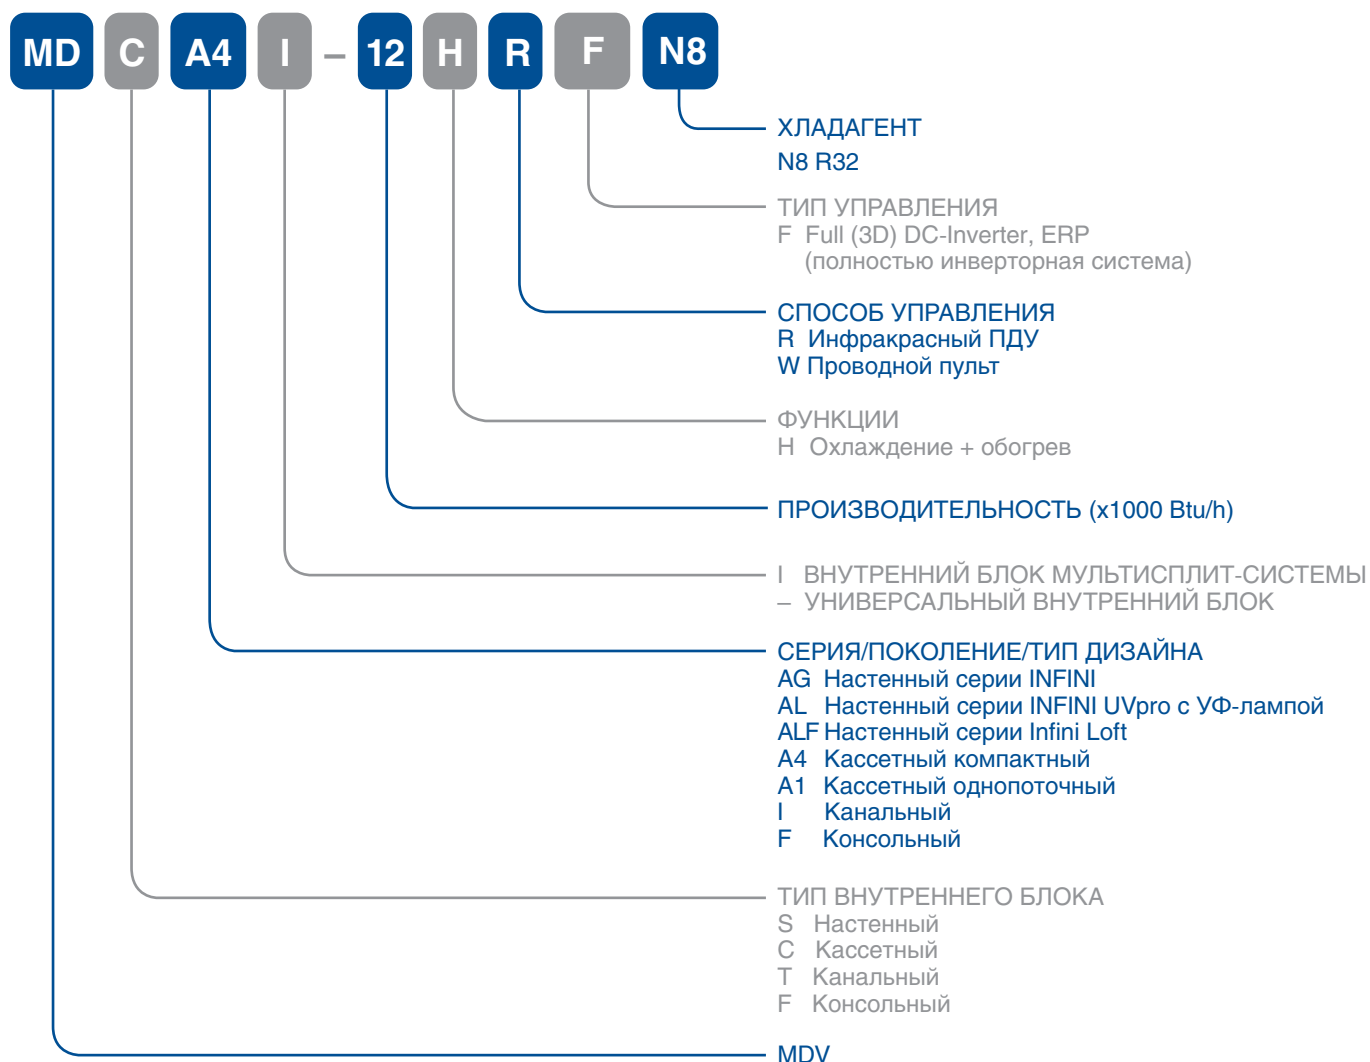 MD C A4 I – 12 H R F N8
ХЛАДАГЕНТ
N8 R32
ТИП УПРАВЛЕНИЯ
F Full (3D) DC-Inverter, ERP
(полностью инверторная система)
СПОСОБ УПРАВЛЕНИЯ
R Инфракрасный ПДУ
W Проводной пульт
ФУНКЦИИ
H Охлаждение + обогрев
ПРОИЗВОДИТЕЛЬНОСТЬ (x1000 Btu/h)
I ВНУТРЕННИЙ БЛОК МУЛЬТИСПЛИТ-СИСТЕМЫ
– УНИВЕРСАЛЬНЫЙ ВНУТРЕННИЙ БЛОК
СЕРИЯ/ПОКОЛЕНИЕ/ТИП ДИЗАЙНА
AG Настенный серии INFINI
AL Настенный серии INFINI UVpro с УФ-лампой
ALF Настенный серии Infini Loft
A4 Кассетный компактный
A1 Кассетный однопоточный
I Канальный
F Консольный
ТИП ВНУТРЕННЕГО БЛОКА
S Настенный
C Кассетный
T Канальный
F Консольный
MDV